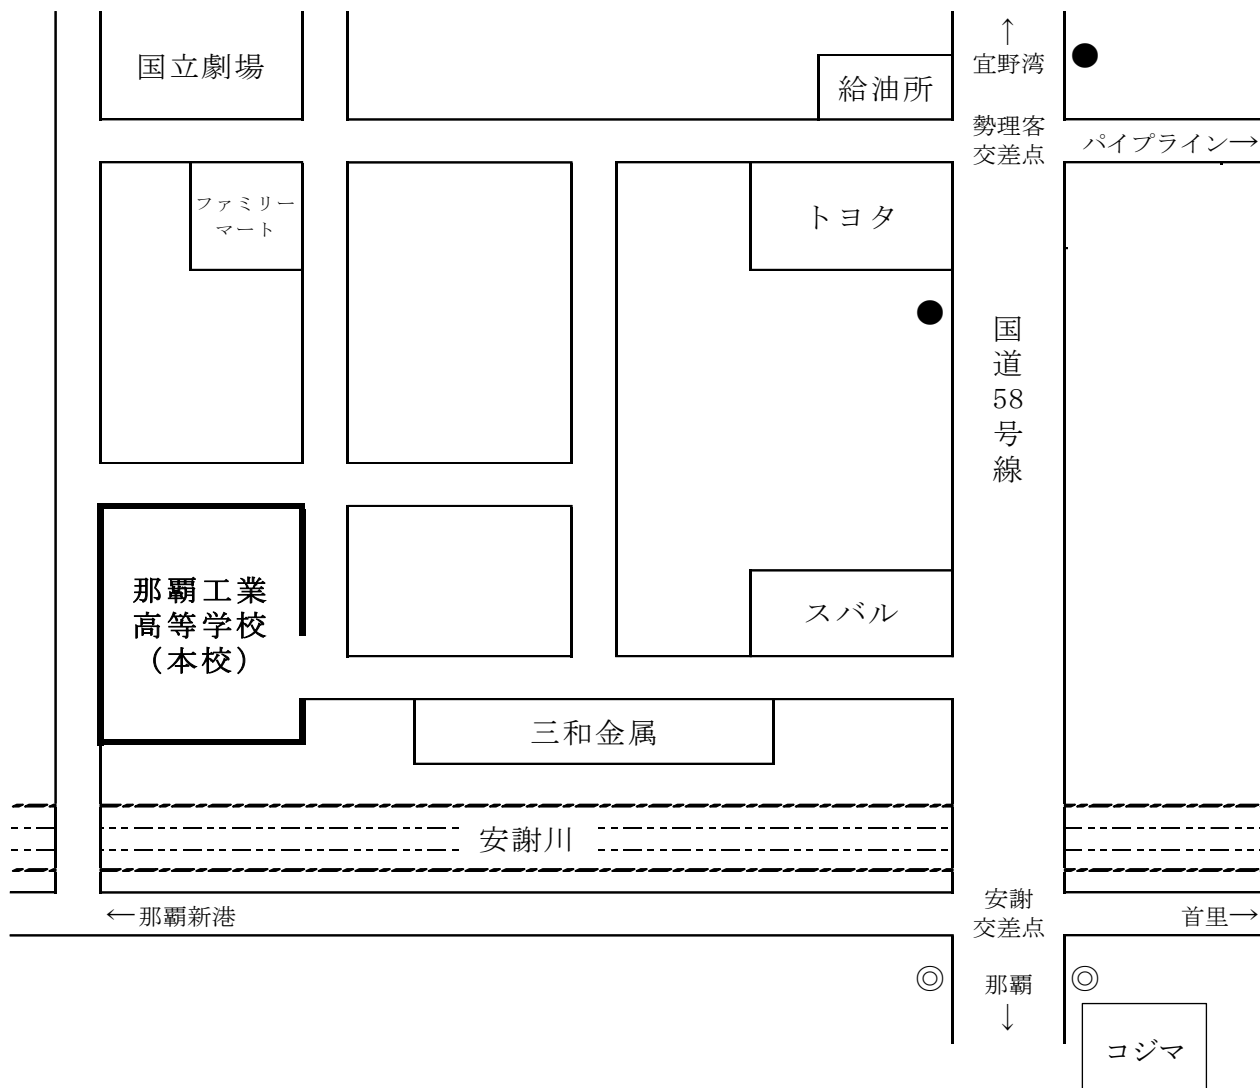 国立劇場
↑
宜野湾
給油所
勢理客
交差点
パイプライン→
ファミリー
マート
トヨタ
国道58号線
那覇工業
高等学校
(本校)
スバル
三和金属
安謝川
←那覇新港
安謝
交差点
首里→
那覇
↓
コジマ